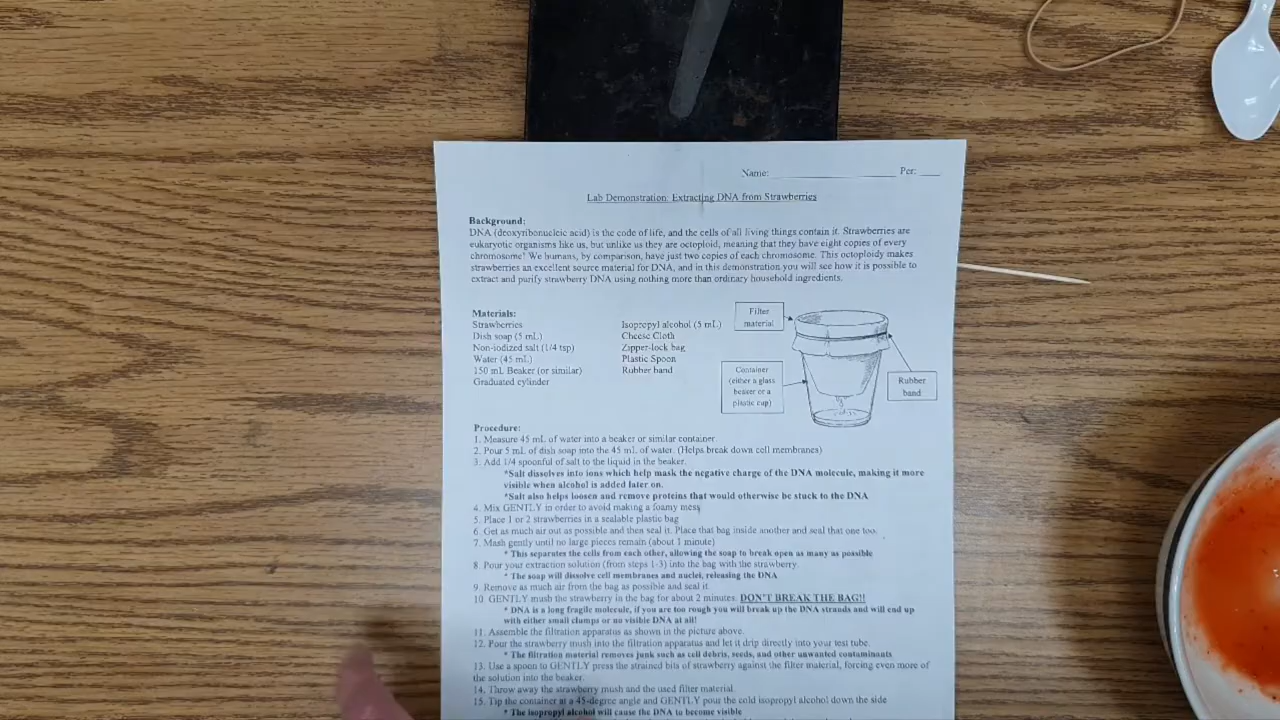 Name: ____________________ Per: ____
Lab Demonstration: Extracting DNA from Strawberries
Background:
DNA (deoxyribonucleic acid) is the code of life, and the cells of all living things contain it. Strawberries are
eukaryotic organisms like us, but unlike us they are octoploid, meaning that they have eight copies of every
chromosome! We humans, by comparison, have just two copies of each chromosome. This octoploidy makes
strawberries an excellent source material for DNA, and in this demonstration you will see how it is possible to
extract and purify strawberry DNA using nothing more than ordinary household ingredients.
Materials:
Strawberries
Dish soap (5 mL)
Non-iodized salt (1/4 tsp)
Water (45 mL)
150 mL Beaker (or similar)
Graduated cylinder
Isopropyl alcohol (5 mL)
Cheese Cloth
Zipper-lock bag
Plastic Spoon
Rubber band
Filter
material
Container
(either a glass
beaker or a
plastic cup)
Rubber
band
Procedure:
1. Measure 45 mL of water into a beaker or similar container
2. Pour 5 mL of dish soap into the 45 mL of water. (Helps break down cell membranes)
3. Add 1/4 spoonful of salt to the liquid in the beaker.
*Salt dissolves into ions which help mask the negative charge of the DNA molecule, making it more
visible when alcohol is added later on.
*Salt also helps loosen and remove proteins that would otherwise be stuck to the DNA
4. Mix GENTLY in order to avoid making a foamy mess
5. Place 1 or 2 strawberries in a sealable plastic bag
6. Get as much air out as possible and then seal it. Place that bag inside another and seal that one too.
7. Mash gently until no large pieces remain (about 1 minute)
* This separates the cells from each other, allowing the soap to break open as many as possible
8. Pour your extraction solution (from steps 1-3) into the bag with the strawberry.
* The soap will dissolve cell membranes and nuclei, releasing the DNA
9. Remove as much air from the bag as possible and seal it.
10. GENTLY mush the strawberry in the bag for about 2 minutes. DON'T BREAK THE BAG!!
* DNA is a long fragile molecule, if you are too rough you will break up the DNA strands and will end up
with either small clumps or no visible DNA at all!
11. Assemble the filtration apparatus as shown in the picture above.
12. Pour the strawberry mush into the filtration apparatus and let it drip directly into your test tube.
* The filtration material removes junk such as cell debris, seeds, and other unwanted contaminants
13. Use a spoon to GENTLY press the strained bits of strawberry against the filter material, forcing even more of
the solution into the beaker.
14. Throw away the strawberry mush and the used filter material.
15. Tip the container at a 45-degree angle and GENTLY pour the cold isopropyl alcohol down the side
* The isopropyl alcohol will cause the DNA to become visible